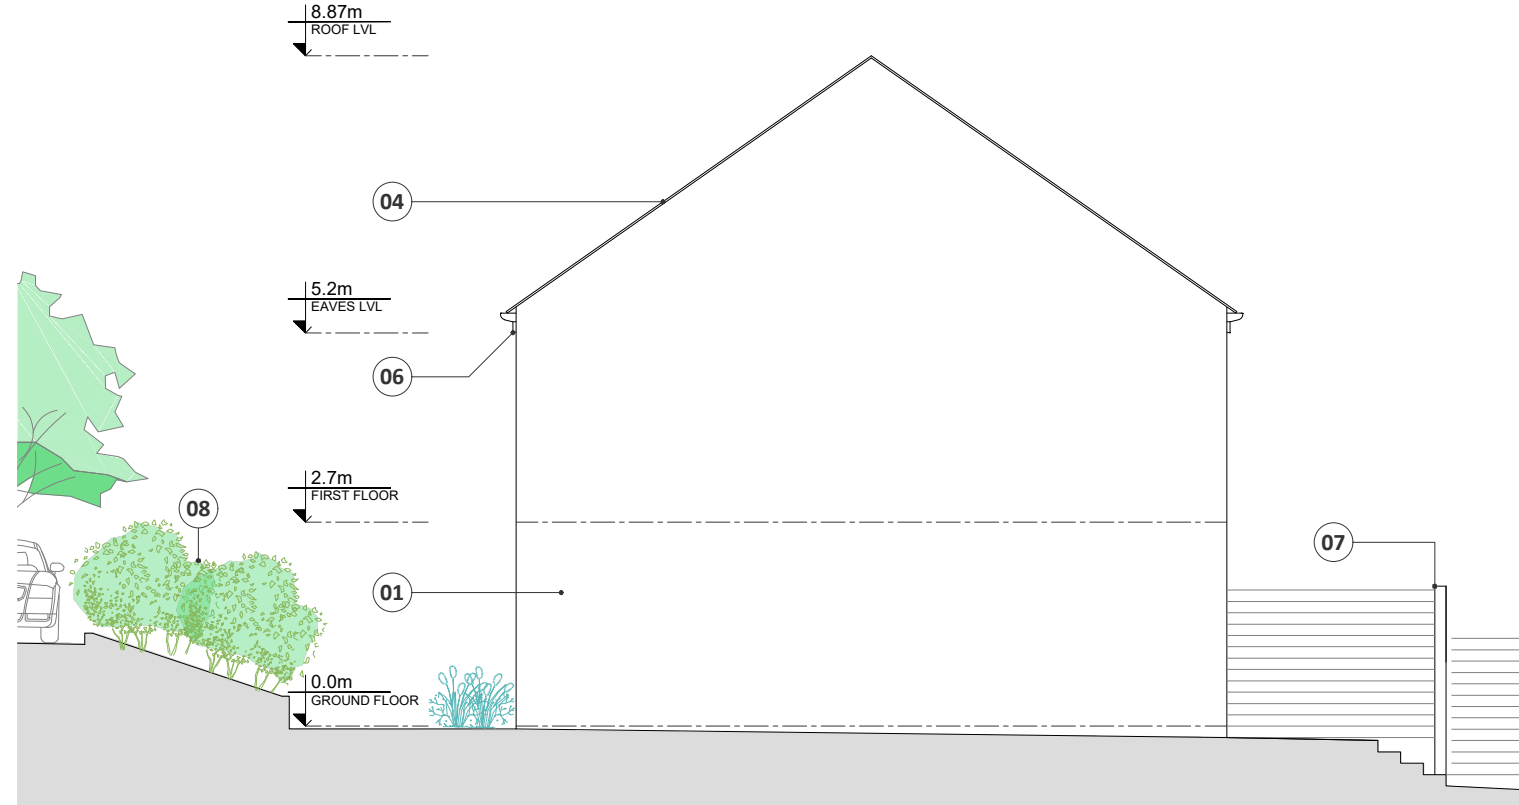 8.87m
ROOF LVL
04
5.2m
EAVES LVL
06
2.7m
FIRST FLOOR
08
07
01
0.0m
GROUND FLOOR